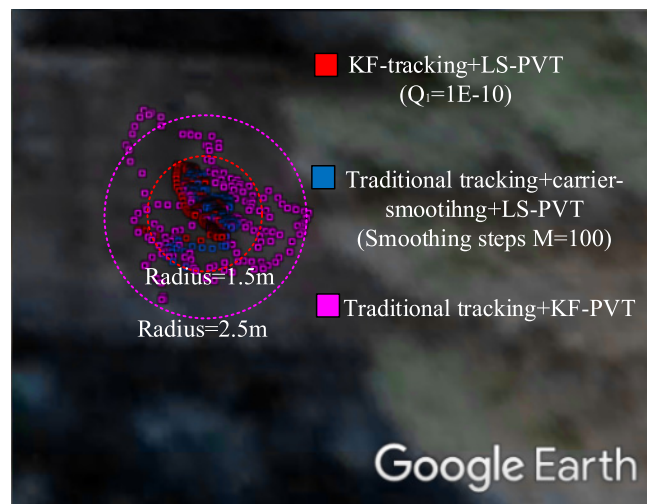 KF-tracking+LS-PVT
(Q₁=1E-10)
Traditional tracking+carrier-
smootihng+LS-PVT
(Smoothing steps M=100)
Radius=1.5m
Traditional tracking+KF-PVT
Radius=2.5m
Google Earth